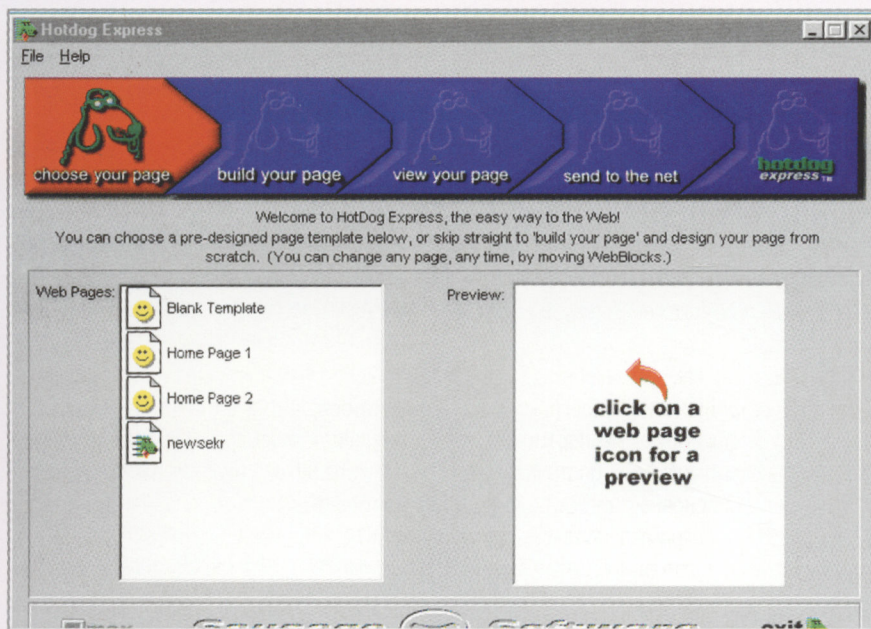 Hotdog Express
File Help
choose your page
build your page
view your page
send to the net
hotdog
express™
Welcome to HotDog Express, the easy way to the Web!
You can choose a pre-designed page template below, or skip straight to 'build your page' and design your page from
scratch. (You can change any page, any time, by moving WebBlocks.)
Web Pages:
Blank Template
Home Page 1
Home Page 2
newsekr
Preview:
click on a
web page
icon for a
preview
Sausage Software
exit